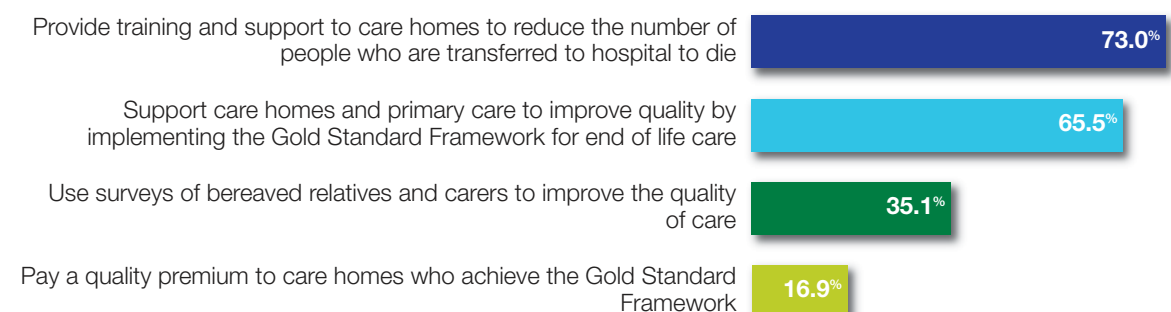 Provide training and support to care homes to reduce the number of
people who are transferred to hospital to die
73.0%
Support care homes and primary care to improve quality by
implementing the Gold Standard Framework for end of life care
65.5%
Use surveys of bereaved relatives and carers to improve the quality
of care
35.1%
Pay a quality premium to care homes who achieve the Gold Standard
Framework
16.9%